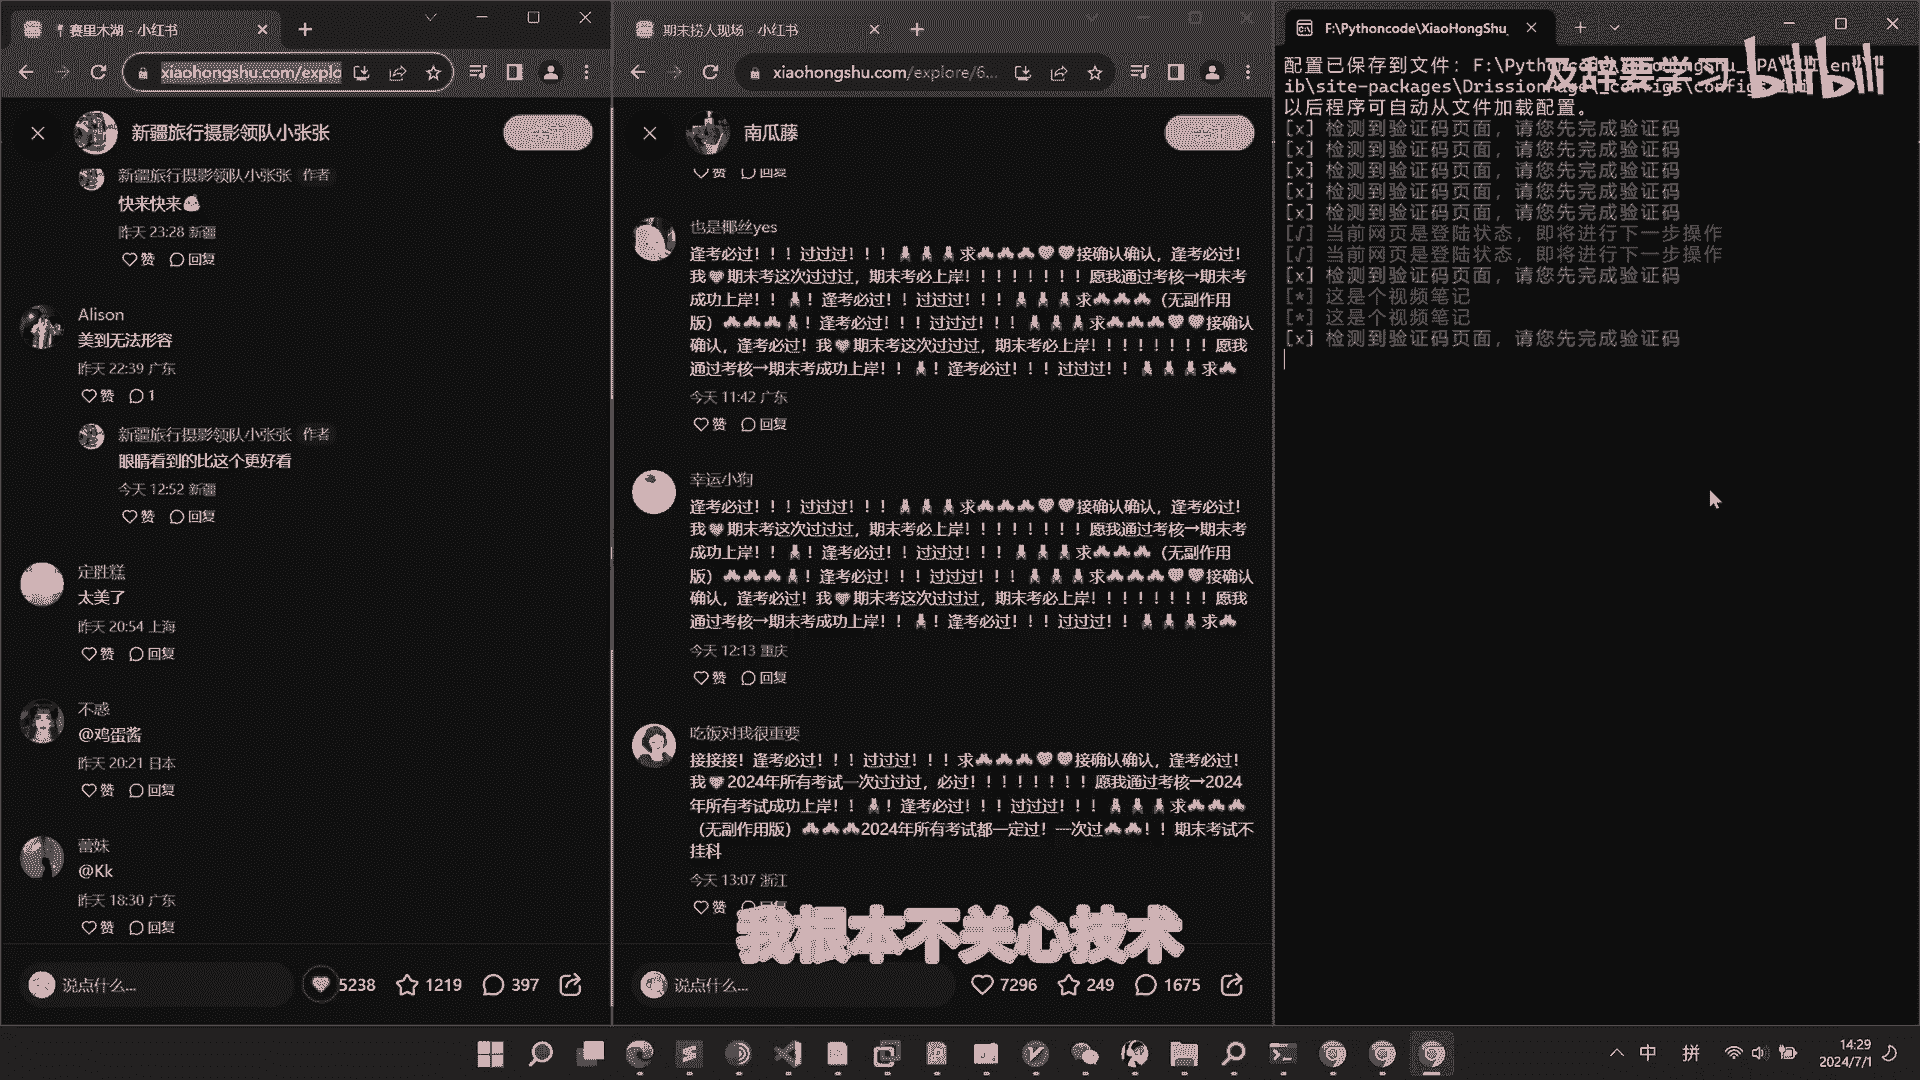 赛里木湖 - 小红书
xiaohongshu.com/explo
新疆旅行摄影领队小张张
新疆旅行摄影领队小张张 作者
快来快来
昨天 23:28 新疆
赞 回复
Alison
美到无法形容
昨天 22:39 广东
赞 1
新疆旅行摄影领队小张张 作者
眼睛看到的比这个更好看
今天 12:52 新疆
赞 回复
定胜糕
太美了
昨天 20:54 上海
赞 回复
不惑
@鸡蛋酱
昨天 20:21 日本
赞 回复
蕾妹
@Kk
昨天 18:30 广东
赞 回复
说点什么... 5238 1219 397
期末捞人现场 - 小红书
xiaohongshu.com/explore/6...
南瓜藤
赞 回复
也是椰丝yes
逢考必过！！！过过过！！！求接确认确认，逢考必过！
我期末考这次过过过，期末考必上岸！！！！！！！！愿我通过考核→期末考
成功上岸！！！逢考必过！！过过过！！！求（无副作用
版）！逢考必过！！！过过过！！！求接确认
确认，逢考必过！我期末考这次过过过，期末考必上岸！！！！！！！！愿我
通过考核→期末考成功上岸！！！逢考必过！！！过过过！！求
今天 11:42 广东
赞 回复
幸运小狗
逢考必过！！！过过过！！！求接确认确认，逢考必过！
我期末考这次过过过，期末考必上岸！！！！！！！！愿我通过考核→期末考
成功上岸！！！逢考必过！！过过过！！！求（无副作用
版）！逢考必过！！！过过过！！！求接确认
确认，逢考必过！我期末考这次过过过，期末考必上岸！！！！！！！！愿我
通过考核→期末考成功上岸！！！逢考必过！！！过过过！！求
今天 12:13 重庆
赞 回复
吃饭对我很重要
接接接！逢考必过！！！过过过！！！求接确认确认，逢考必过！
我2024年所有考试一次过过过，必过！！！！！！！！愿我通过考核→2024
年所有考试成功上岸！！！逢考必过！！！过过过！！！求
（无副作用版）2024年所有考试都一定过！一次过！！期末考试不
挂科
今天 13:07 浙江
赞
我根本不关心技术
说点什么... 7296 249 1675
F:\Pythoncode\XiaoHongShu_
配置已保存到文件：F:\Pyth
ib\site-packages\Drission
以后程序可自动从文件加载配置。
及辞要学习 bilibili
[x] 检测到验证码页面，请您先完成验证码
[x] 检测到验证码页面，请您先完成验证码
[x] 检测到验证码页面，请您先完成验证码
[x] 检测到验证码页面，请您先完成验证码
[x] 检测到验证码页面，请您先完成验证码
[√] 当前网页是登陆状态，即将进行下一步操作
[√] 当前网页是登陆状态，即将进行下一步操作
[x] 检测到验证码页面，请您先完成验证码
[*] 这是个视频笔记
[*] 这是个视频笔记
[x] 检测到验证码页面，请您先完成验证码
中 拼 14:29
2024/7/1